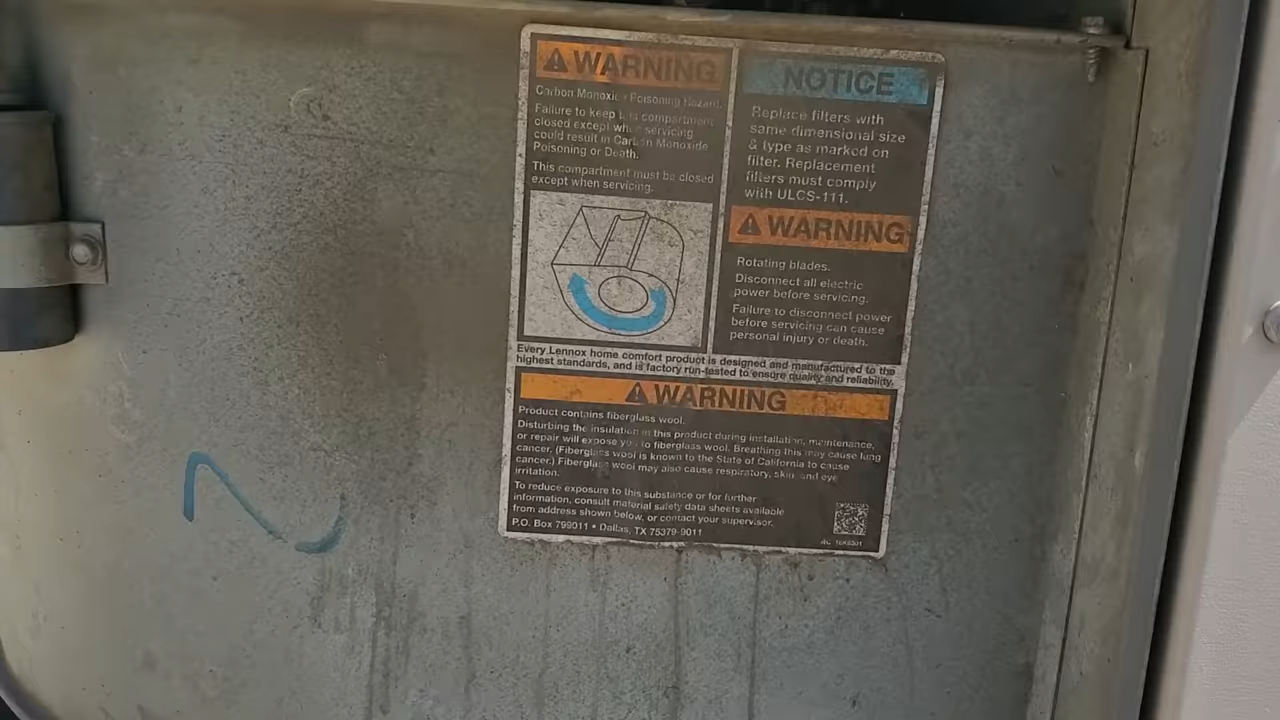 WARNING
Carbon Monoxide Poisoning Hazard.
Failure to keep this compartment
closed except when servicing
could result in Carbon Monoxide
Poisoning or Death.
This compartment must be closed
except when servicing.
NOTICE
Replace filters with
same dimensional size
& type as marked on
filter. Replacement
filters must comply
with ULCS-111.
WARNING
Rotating blades.
Disconnect all electric
power before servicing.
Failure to disconnect power
before servicing can cause
personal injury or death.
Every Lennox home comfort product is designed and manufactured to the
highest standards, and is factory run-tested to ensure quality and reliability.
WARNING
Product contains fiberglass wool.
Disturbing the insulation in this product during installation, maintenance,
or repair will expose you to fiberglass wool. Breathing this may cause lung
cancer. (Fiberglass wool is known to the State of California to cause
cancer.) Fiberglass wool may also cause respiratory, skin and eye
irritation.
To reduce exposure to this substance or for further
information, consult material safety data sheets available
from address shown below, or contact your supervisor.
P.O. Box 799011 • Dallas, TX 75379-9011